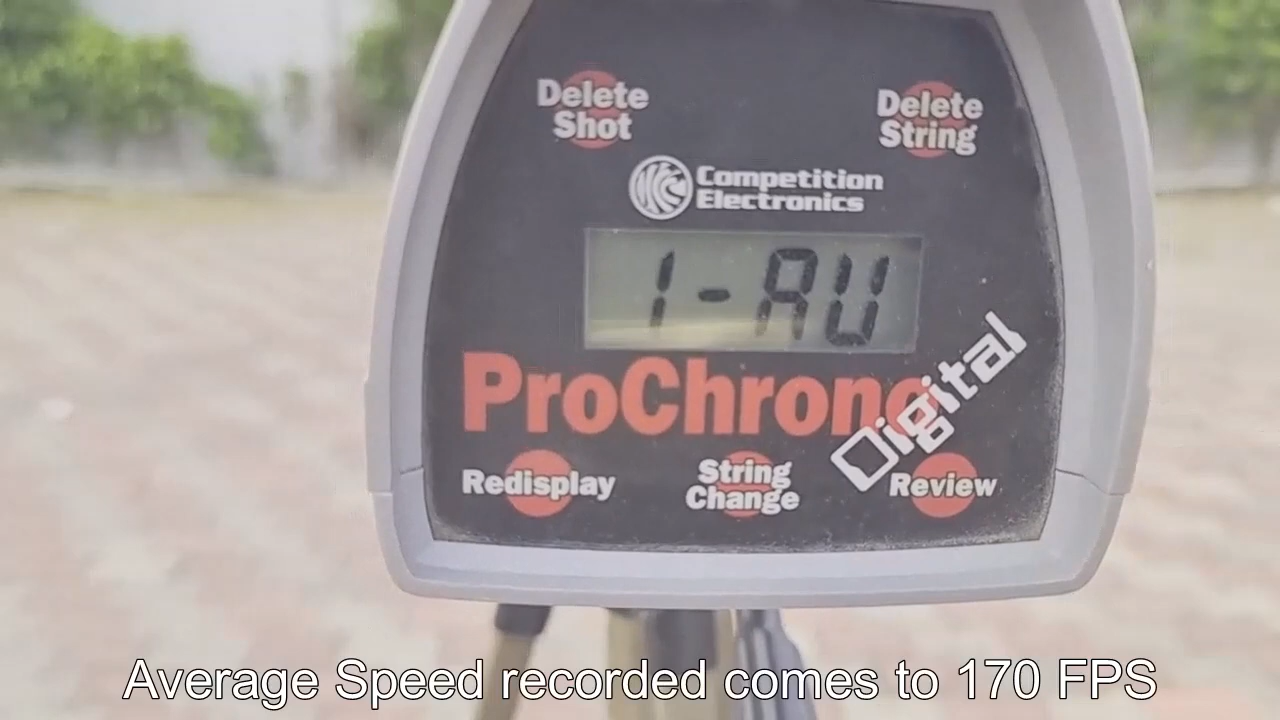 Delete
Shot
Delete
String
Competition
Electronics
1-AU
ProChrono
Digital
Redisplay
String
Change
Review
Average Speed recorded comes to 170 FPS